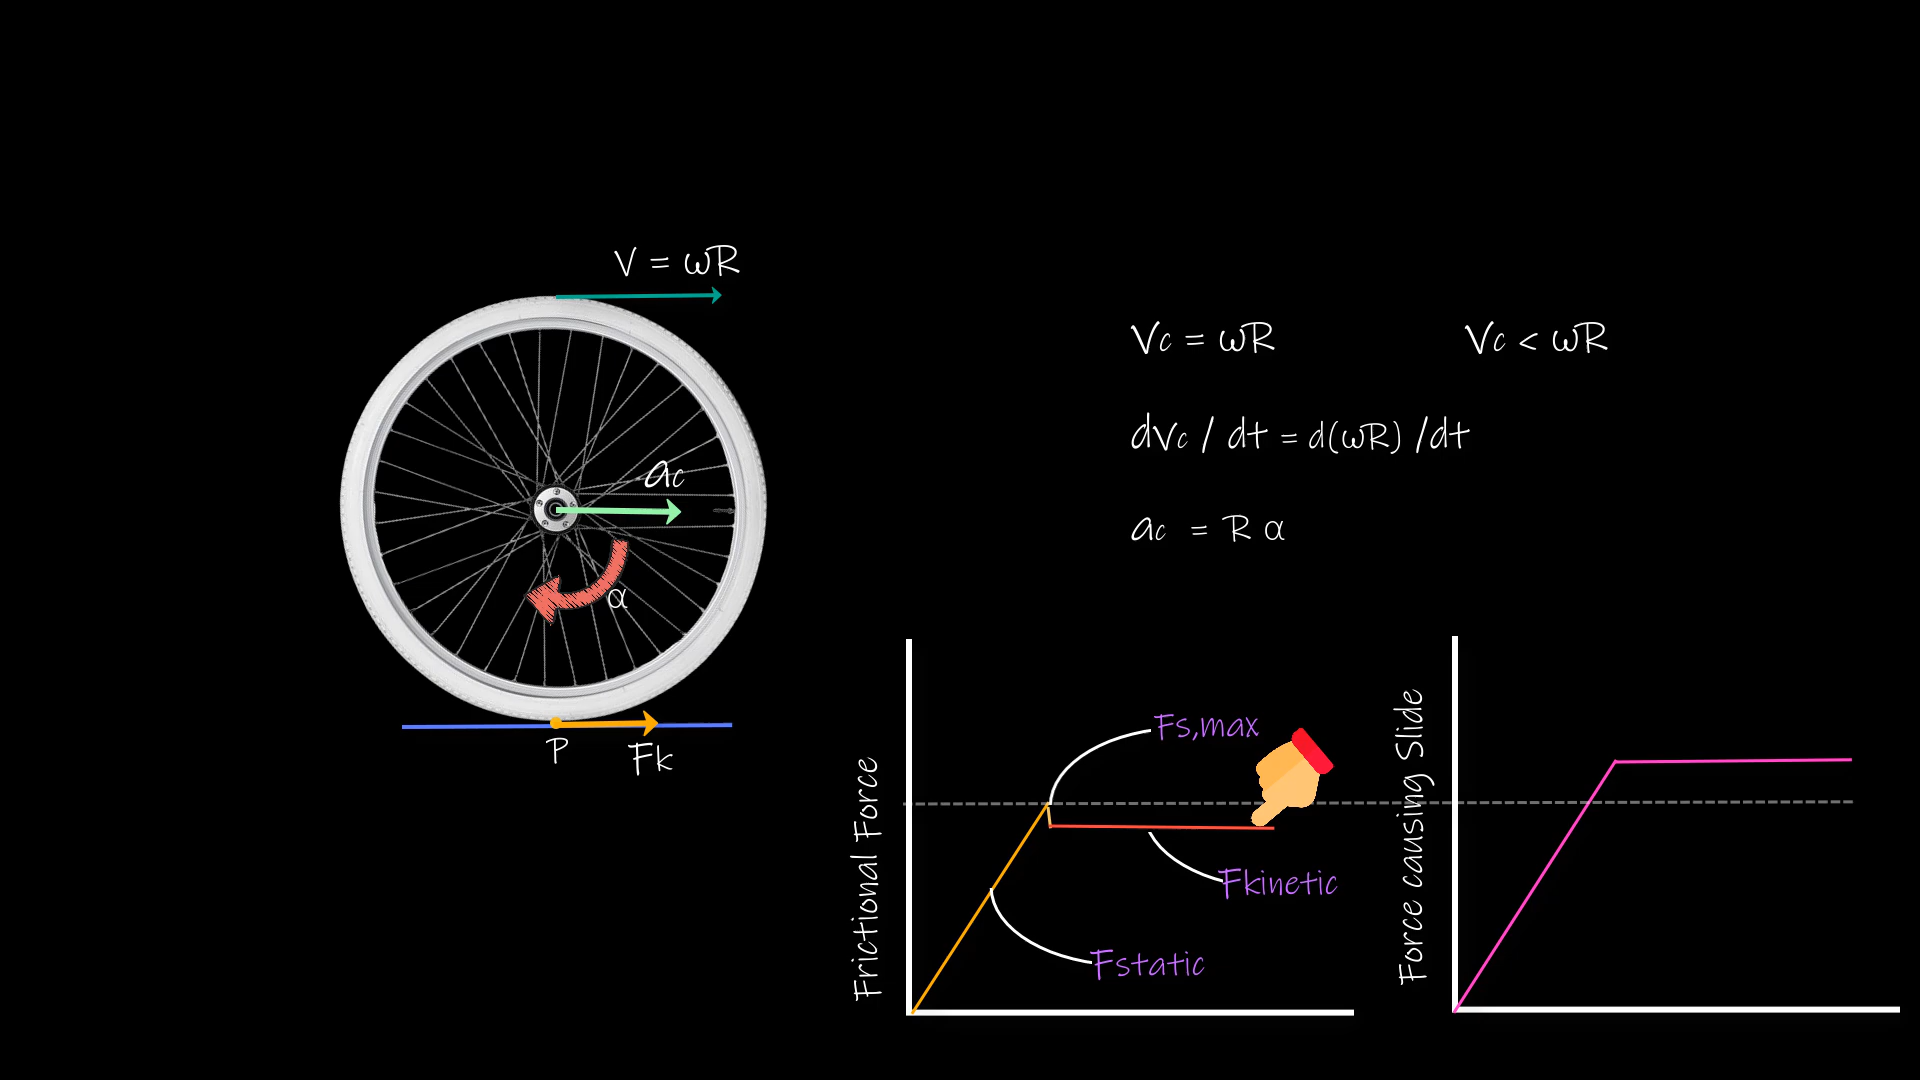 V = ωR
ac
α
P
Fk
Vc = ωR
Vc < ωR
dvc / dt = d(ωR) /dt
ac = R α
Frictional Force
Fs,max
Fkinetic
Fstatic
Force causing Slide